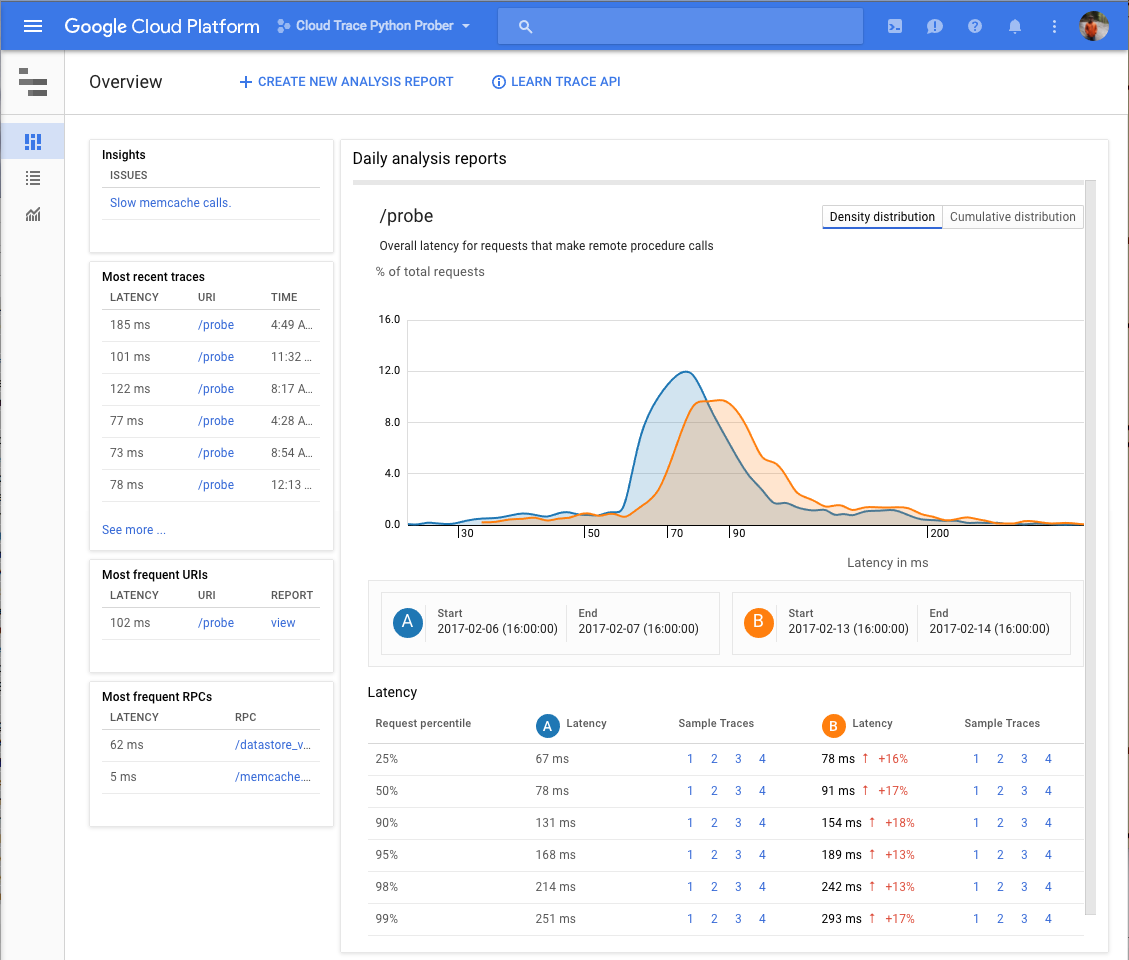 Google Cloud Platform
Cloud Trace Python Prober
Overview
CREATE NEW ANALYSIS REPORT
LEARN TRACE API
Insights
ISSUES
Slow memcache calls.
Most recent traces
LATENCY URI TIME
185 ms /probe 4:49 A...
101 ms /probe 11:32 ...
122 ms /probe 8:17 A...
77 ms /probe 4:28 A...
73 ms /probe 8:54 A...
78 ms /probe 12:13 ...
See more ...
Most frequent URIs
LATENCY URI REPORT
102 ms /probe view
Most frequent RPCs
LATENCY RPC
62 ms /datastore_v...
5 ms /memcache....
Daily analysis reports
/probe
Density distribution Cumulative distribution
Overall latency for requests that make remote procedure calls
% of total requests
16.0
12.0
8.0
4.0
0.0
30 50 70 90 200
Latency in ms
A
Start End
2017-02-06 (16:00:00) 2017-02-07 (16:00:00)
B
Start End
2017-02-13 (16:00:00) 2017-02-14 (16:00:00)
Latency
Request percentile A Latency Sample Traces B Latency Sample Traces
25% 67 ms 1 2 3 4 78 ms ↑ +16% 1 2 3 4
50% 78 ms 1 2 3 4 91 ms ↑ +17% 1 2 3 4
90% 131 ms 1 2 3 4 154 ms ↑ +18% 1 2 3 4
95% 168 ms 1 2 3 4 189 ms ↑ +13% 1 2 3 4
98% 214 ms 1 2 3 4 242 ms ↑ +13% 1 2 3 4
99% 251 ms 1 2 3 4 293 ms ↑ +17% 1 2 3 4